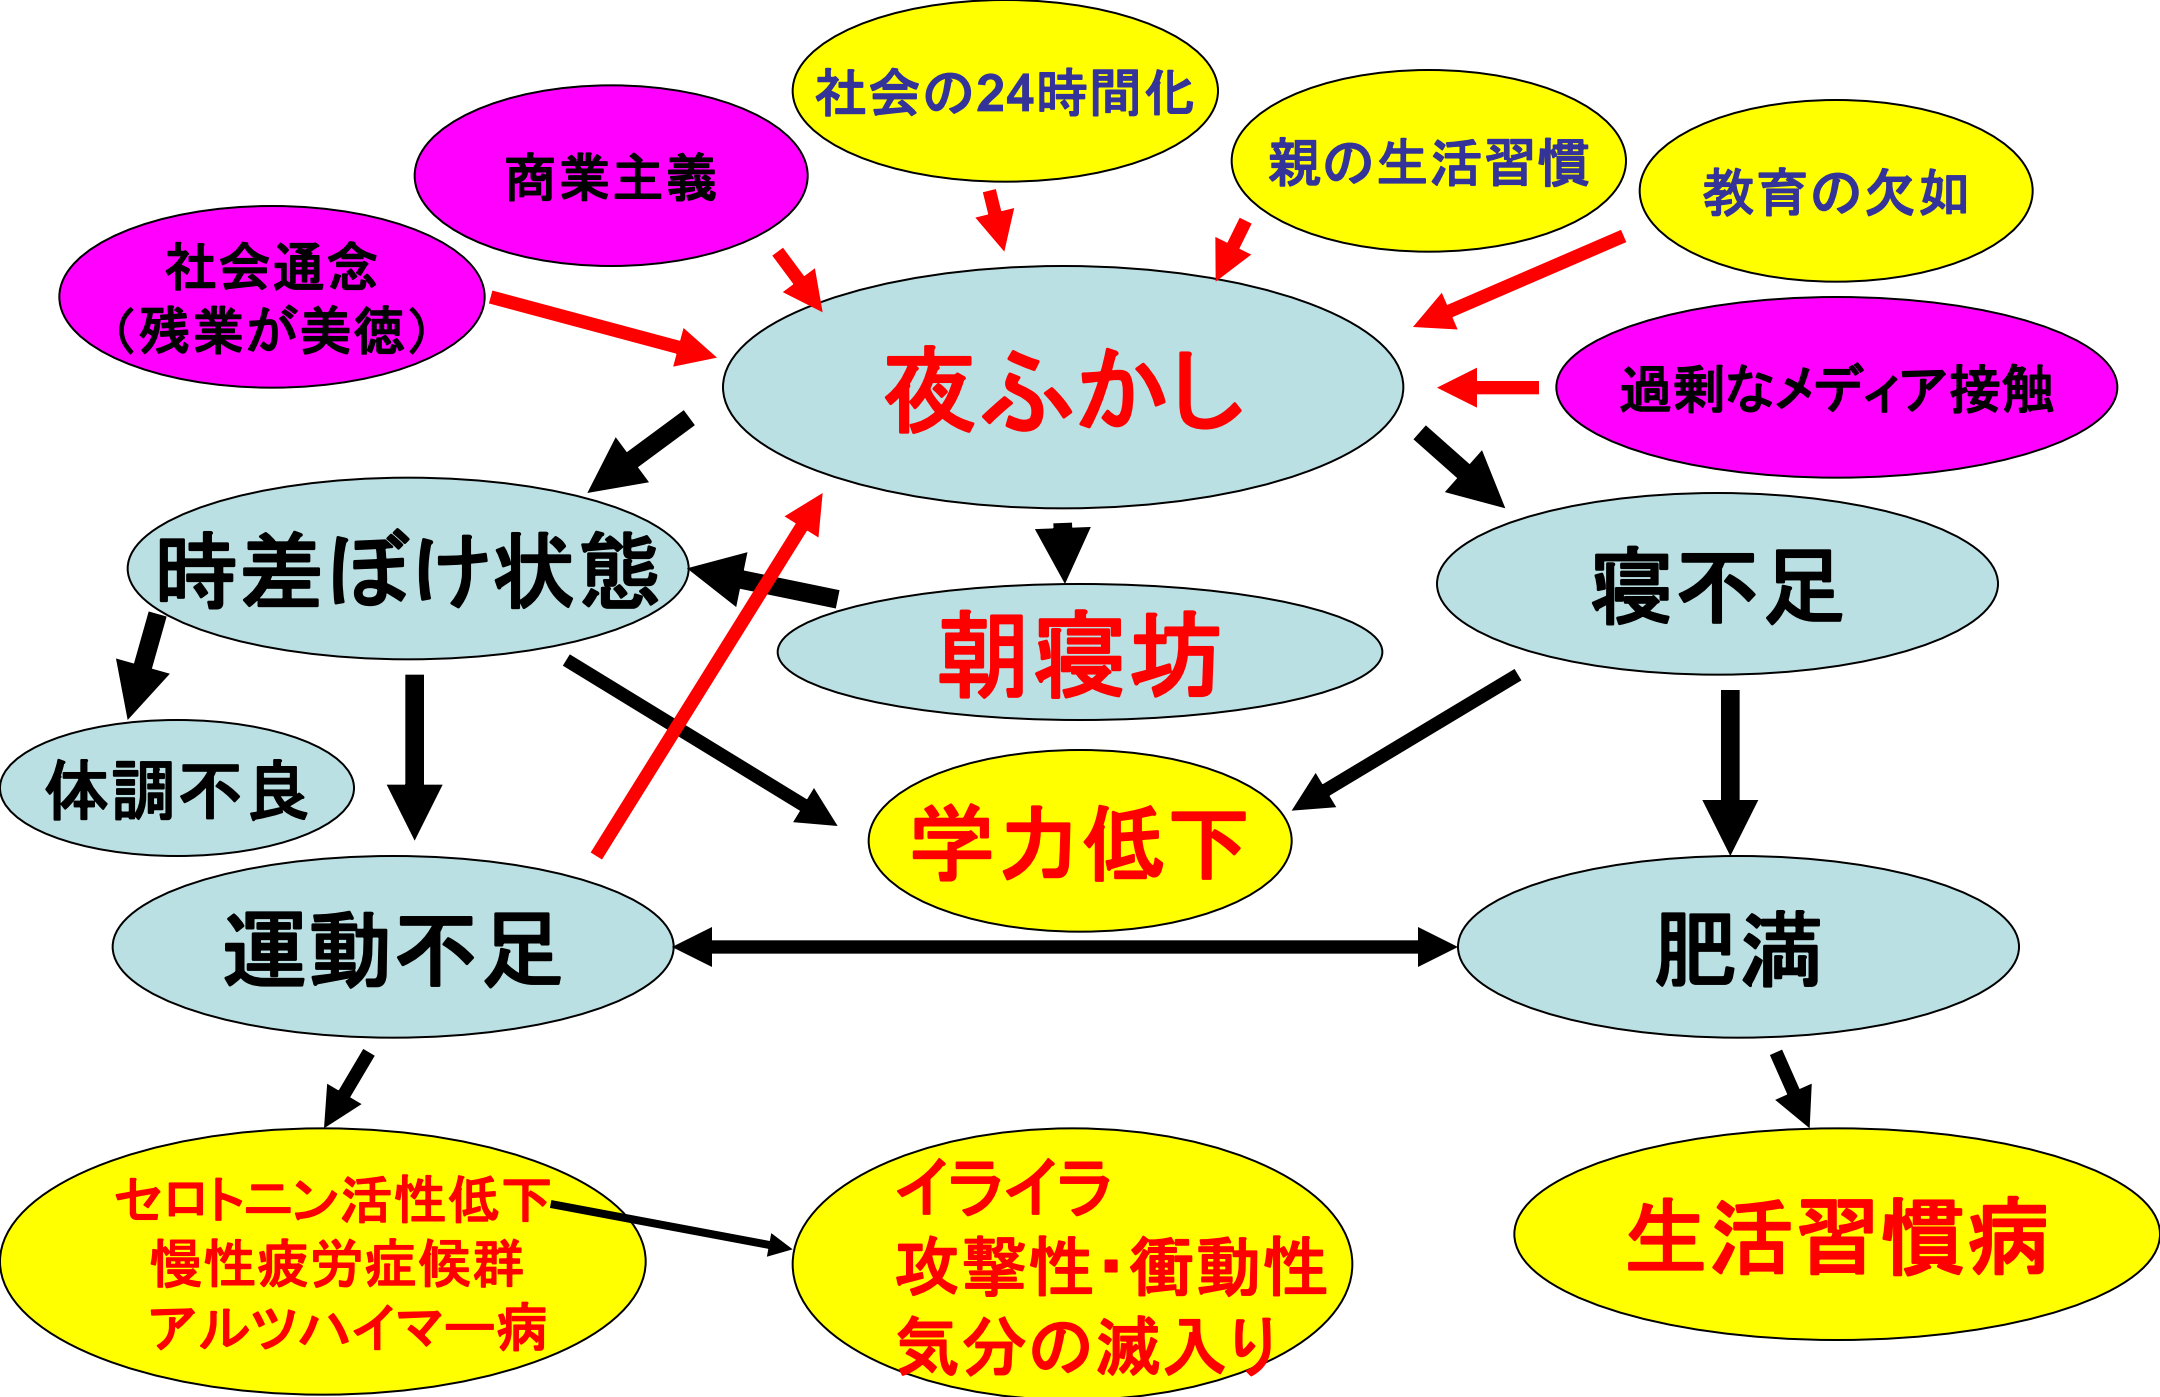 社会の24時間化
親の生活習慣
教育の欠如
商業主義
社会通念
（残業が美徳）
夜ふかし
過剰なメディア接触
時差ぼけ状態
寝不足
朝寝坊
体調不良
学力低下
運動不足
肥満
セロトニン活性低下
慢性疲労症候群
アルツハイマー病
イライラ
攻撃性・衝動性
気分の滅入り
生活習慣病